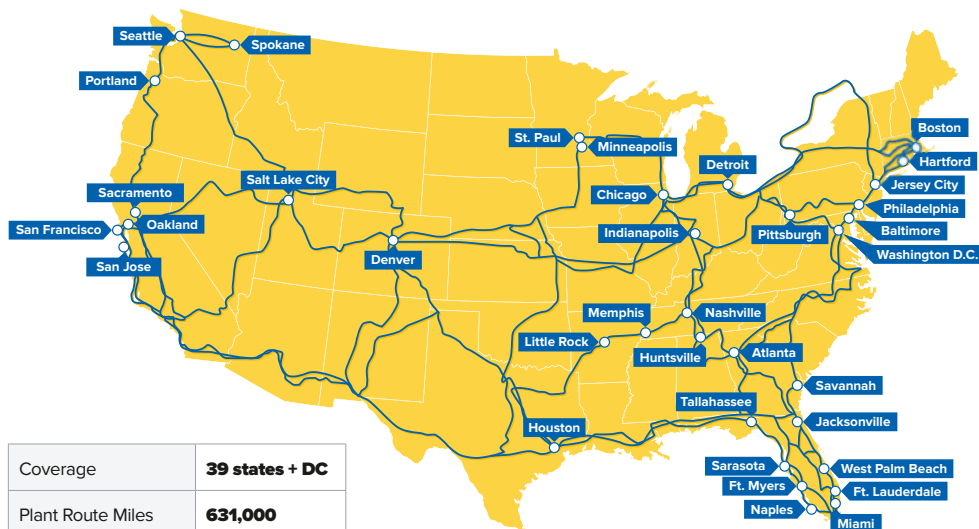 Seattle
Spokane
Portland
Boston
St. Paul
Minneapolis
Hartford
Detroit
Salt Lake City
Jersey City
Sacramento
Chicago
Philadelphia
San Francisco
Oakland
Indianapolis
Pittsburgh
Baltimore
Washington D.C.
San Jose
Denver
Memphis
Nashville
Little Rock
Huntsville
Atlanta
Savannah
Tallahassee
Jacksonville
Houston
Sarasota
West Palm Beach
Ft. Myers
Ft. Lauderdale
Naples
Miami
Coverage 39 states + DC
Plant Route Miles 631,000